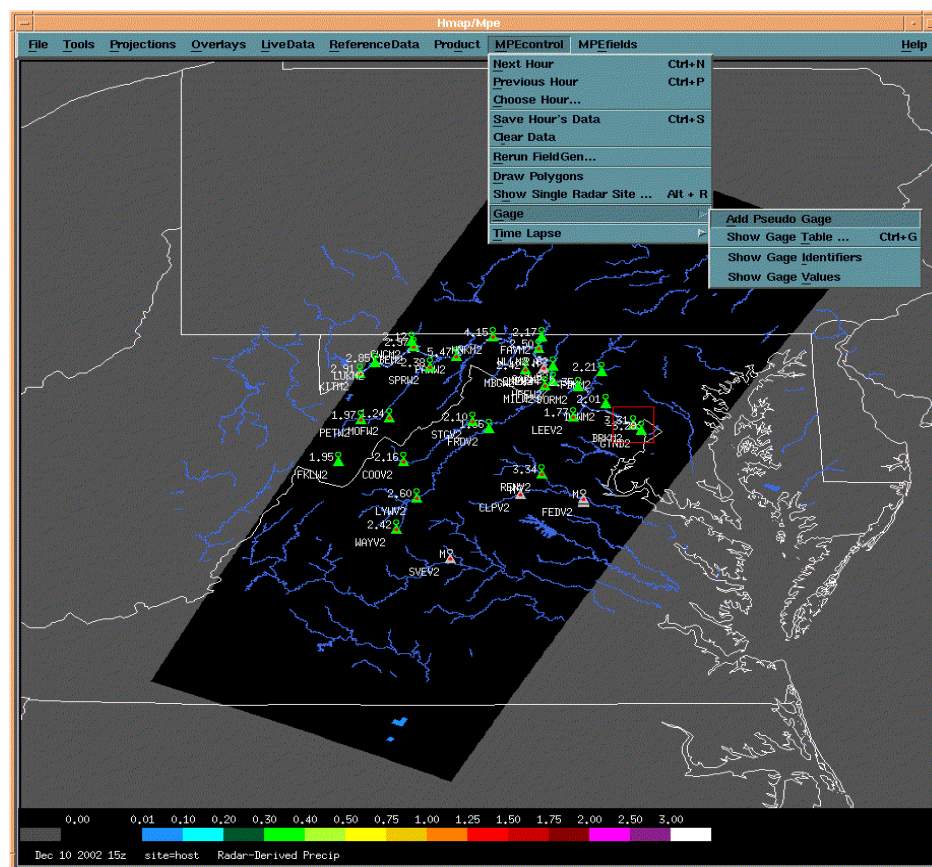 Hmap/Mpe
File Tools Projections Overlays LiveData ReferenceData Product MPEcontrol MPEfields Help
Next Hour Ctrl+N
Previous Hour Ctrl+P
Choose Hour...
Save Hour's Data Ctrl+S
Clear Data
Rerun FieldGen...
Draw Polygons
Show Single Radar Site ... Alt + R
Gage
Add Pseudo Gage
Time Lapse
Show Gage Table ... Ctrl+G
Show Gage Identifiers
Show Gage Values
2.12
4.15
2.17
2.50
FAVM2
5.47
2.85
2.38
SPRW2
2.91
KITM2
2.21
2.01
1.97
1.24
PETW2
MOFW2
2.10
STCV2
FRDV2
1.77
LEEV2
1.95
FKLW2
2.16
COOV2
3.34
RENV2
M
CLPV2
M
FEDV2
2.60
LYWV2
2.42
WAYV2
M
SVEV2
0.00 0.01 0.10 0.20 0.30 0.40 0.50 0.75 1.00 1.25 1.50 1.75 2.00 2.50 3.00
Dec 10 2002 15z site=host Radar-Derived Precip